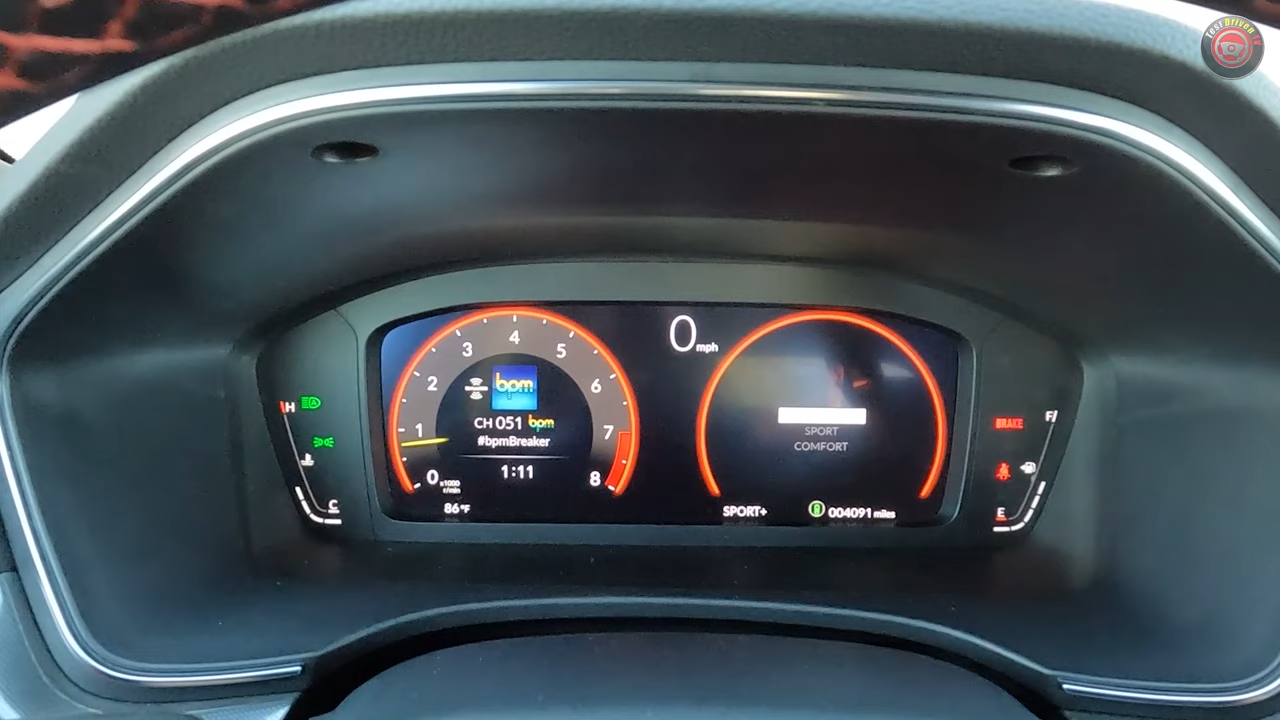 Test Driven TV
0 mph
0 1 2 3 4 5 6 7 8
x1000
r/min
bpm
CH 051 bpm
#bpmBreaker
1:11
86°F
SPORT
COMFORT
SPORT+
004091 miles
H
A
C
BRAKE
F
E